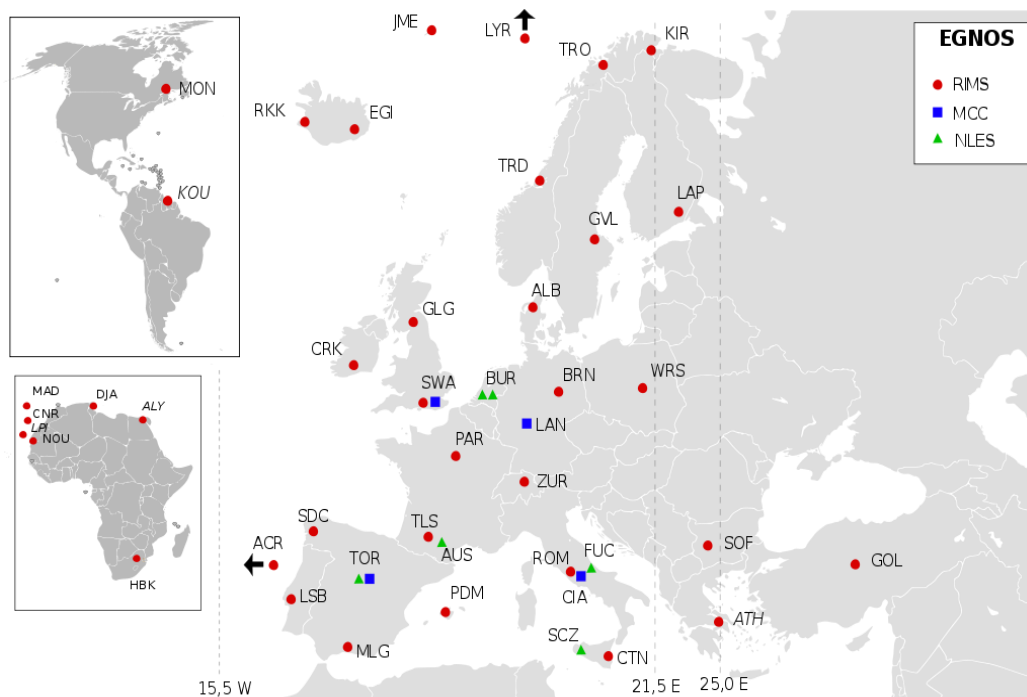 JME
LYR
TRO
KIR
EGNOS
RIMS
MCC
NLES
MON
KOU
RKK
EGI
TRD
LAP
GVL
ALB
GLG
CRK
SWA
BUR
BRN
WRS
LAN
PAR
ZUR
MAD
DJA
ALY
CNR
LPI
NOU
HBK
SDC
TLS
AUS
ACR
TOR
ROM
FUC
SOF
GOL
LSB
PDM
CIA
ATH
MLG
SCZ
CTN
15,5 W
21,5 E
25,0 E